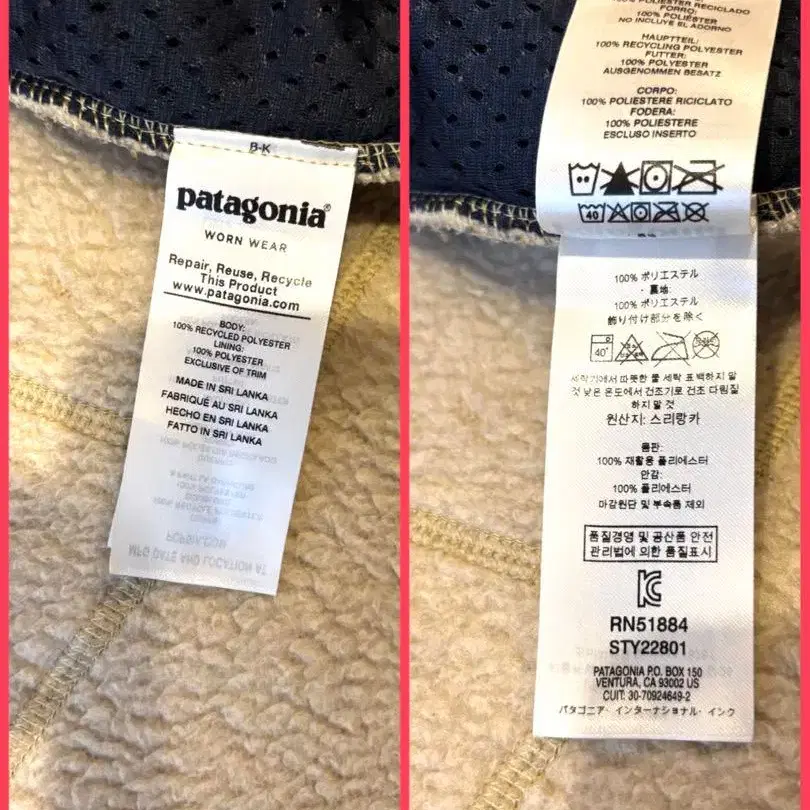 B-K
patagonia®
WORN WEAR
Repair, Reuse, Recycle
This Product
www.patagonia.com
BODY:
100% RECYCLED POLYESTER
LINING:
100% POLYESTER
EXCLUSIVE OF TRIM
MADE IN SRI LANKA
FABRIQUÉ AU SRI LANKA
HECHO EN SRI LANKA
FATTO IN SRI LANKA
MFG DATE AND LOCATION AT
PCPSIA.COM
POLIESTER RECICLADO
FORRO:
100% POLIÉSTER
NO INCLUYE EL ADORNO
HAUPTTEIL:
100% RECYCLING POLYESTER
FUTTER:
100% POLYESTER
AUSGENOMMEN BESATZ
CORPO:
100% POLIESTERE RICICLATO
FODERA:
100% POLIESTERE
ESCLUSO INSERTO
40
100% ポリエステル
・裏地:
100% ポリエステル
飾り付け部分を除く
40°
세탁기에서 따뜻한 물 세탁 표백하지 말
것 낮은 온도에서 건조기로 건조 다림질
하지 말 것
원산지: 스리랑카
품판:
100% 재활용 폴리에스터
안감:
100% 폴리에스터
마감원단 및 부속품 제외
품질경영 및 공산품 안전
관리법에 의한 품질표시
RN51884
STY22801
PATAGONIA P.O. BOX 150
VENTURA, CA 93002 US
CUIT: 30-70924649-2
パタゴニア・インターナショナル・インク